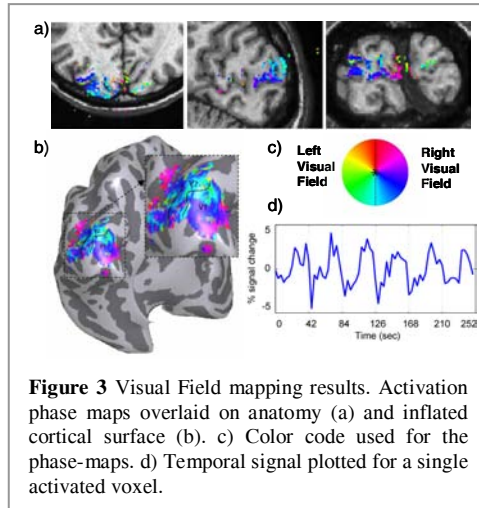 a)
b)
c)
Left
Visual
Field
Right
Visual
Field
d)
% signal change
5
0
-5
0 42 84 126 168 210 252
Time (sec)
Figure 3 Visual Field mapping results. Activation
phase maps overlaid on anatomy (a) and inflated
cortical surface (b). c) Color code used for the
phase-maps. d) Temporal signal plotted for a single
activated voxel.